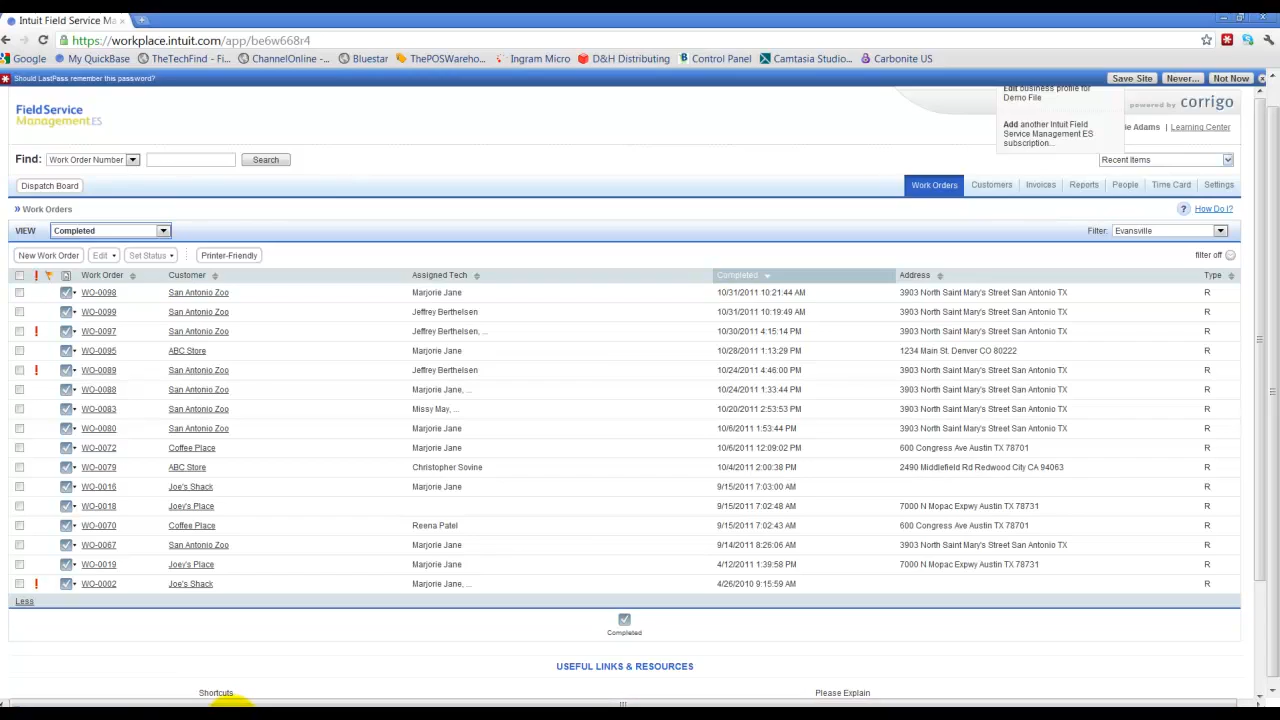 Intuit Field Service Ma
https://workplace.intuit.com/app/be6w668r4
Google My QuickBase TheTechFind - Fi... ChannelOnline -... Bluestar ThePOSWareho... Ingram Micro D&H Distributing Control Panel Camtasia Studio... Carbonite US
Should LastPass remember this password? Save Site Never... Not Now
Edit business profile for
Demo File
FieldService
Management.ES
powered by corrigo
Add another Intuit Field
Service Management ES
subscription...
ie Adams | Learning Center
Find: Work Order Number Search Recent Items
Dispatch Board Work Orders Customers Invoices Reports People Time Card Settings
» Work Orders ? How Do I?
VIEW Completed Filter: Evansville
New Work Order Edit Set Status Printer-Friendly filter off
! Work Order Customer Assigned Tech Completed Address Type
WO-0098 San Antonio Zoo Marjorie Jane 10/31/2011 10:21:44 AM 3903 North Saint Mary's Street San Antonio TX R
WO-0099 San Antonio Zoo Jeffrey Berthelsen 10/31/2011 10:19:49 AM 3903 North Saint Mary's Street San Antonio TX R
! WO-0097 San Antonio Zoo Jeffrey Berthelsen, ... 10/30/2011 4:15:14 PM 3903 North Saint Mary's Street San Antonio TX R
WO-0095 ABC Store Marjorie Jane 10/28/2011 1:13:29 PM 1234 Main St. Denver CO 80222 R
! WO-0089 San Antonio Zoo Jeffrey Berthelsen 10/24/2011 4:46:00 PM 3903 North Saint Mary's Street San Antonio TX R
WO-0088 San Antonio Zoo Marjorie Jane, ... 10/24/2011 1:33:44 PM 3903 North Saint Mary's Street San Antonio TX R
WO-0083 San Antonio Zoo Missy May, ... 10/20/2011 2:53:53 PM 3903 North Saint Mary's Street San Antonio TX R
WO-0080 San Antonio Zoo Marjorie Jane 10/6/2011 1:53:44 PM 3903 North Saint Mary's Street San Antonio TX R
WO-0072 Coffee Place Marjorie Jane 10/6/2011 12:09:02 PM 600 Congress Ave Austin TX 78701 R
WO-0079 ABC Store Christopher Sovine 10/4/2011 2:00:38 PM 2490 Middlefield Rd Redwood City CA 94063 R
WO-0016 Joe's Shack Marjorie Jane 9/15/2011 7:03:00 AM R
WO-0018 Joey's Place 9/15/2011 7:02:48 AM 7000 N Mopac Expwy Austin TX 78731 R
WO-0070 Coffee Place Reena Patel 9/15/2011 7:02:43 AM 600 Congress Ave Austin TX 78701 R
WO-0067 San Antonio Zoo Marjorie Jane 9/14/2011 8:26:06 AM 3903 North Saint Mary's Street San Antonio TX R
WO-0019 Joey's Place Marjorie Jane 4/12/2011 1:39:58 PM 7000 N Mopac Expwy Austin TX 78731 R
! WO-0002 Joe's Shack Marjorie Jane, ... 4/26/2010 9:15:59 AM R
Less
Completed
USEFUL LINKS & RESOURCES
Shortcuts Please Explain